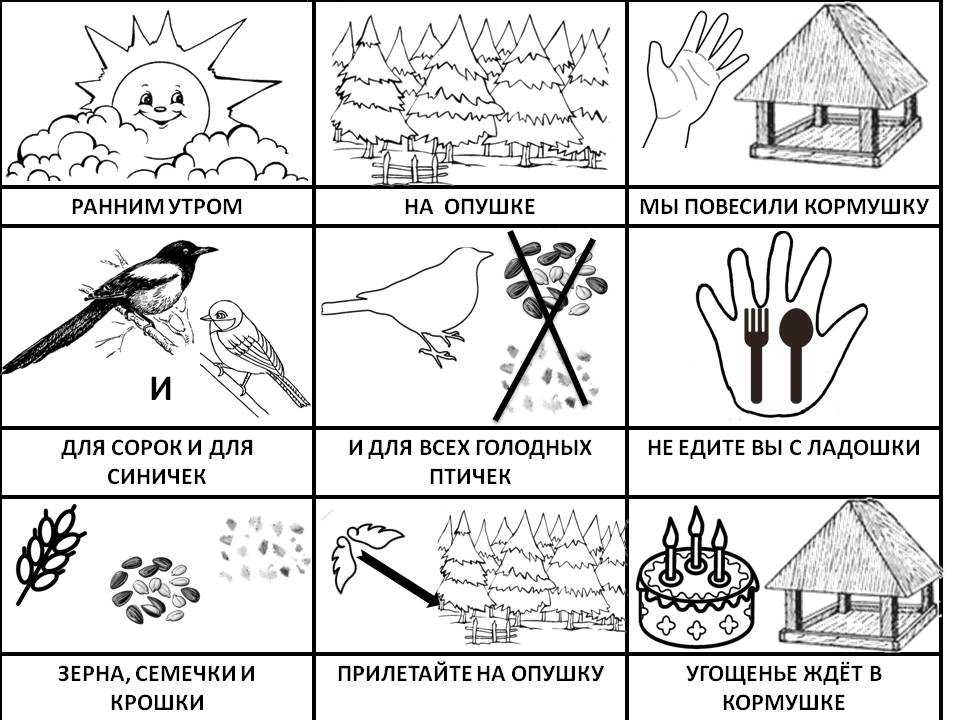 РАННИМ УТРОМ
НА ОПУШКЕ
МЫ ПОВЕСИЛИ КОРМУШКУ
И
ДЛЯ СОРОК И ДЛЯ
СИНИЧЕК
И ДЛЯ ВСЕХ ГОЛОДНЫХ
ПТИЧЕК
НЕ ЕДИТЕ ВЫ С ЛАДОШКИ
ЗЕРНА, СЕМЕЧКИ И
КРОШКИ
ПРИЛЕТАЙТЕ НА ОПУШКУ
УГОЩЕНЬЕ ЖДЁТ В
КОРМУШКЕ